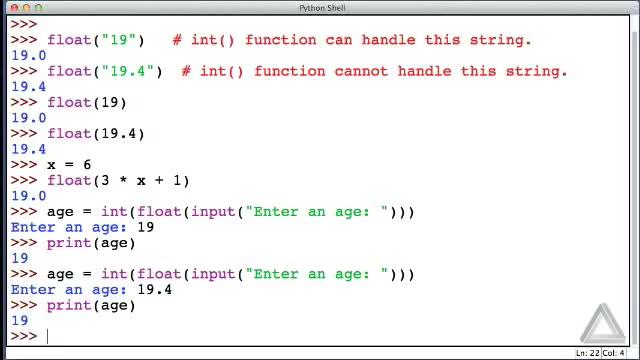 Python Shell
>>>
>>> float("19")   # int() function can handle this string.
19.0
>>> float("19.4")  # int() function cannot handle this string.
19.4
>>> float(19)
19.0
>>> float(19.4)
19.4
>>> x = 6
>>> float(3 * x + 1)
19.0
>>> age = int(float(input("Enter an age: ")))
Enter an age: 19
>>> print(age)
19
>>> age = int(float(input("Enter an age: ")))
Enter an age: 19.4
>>> print(age)
19
>>>
Ln: 22 Col: 4